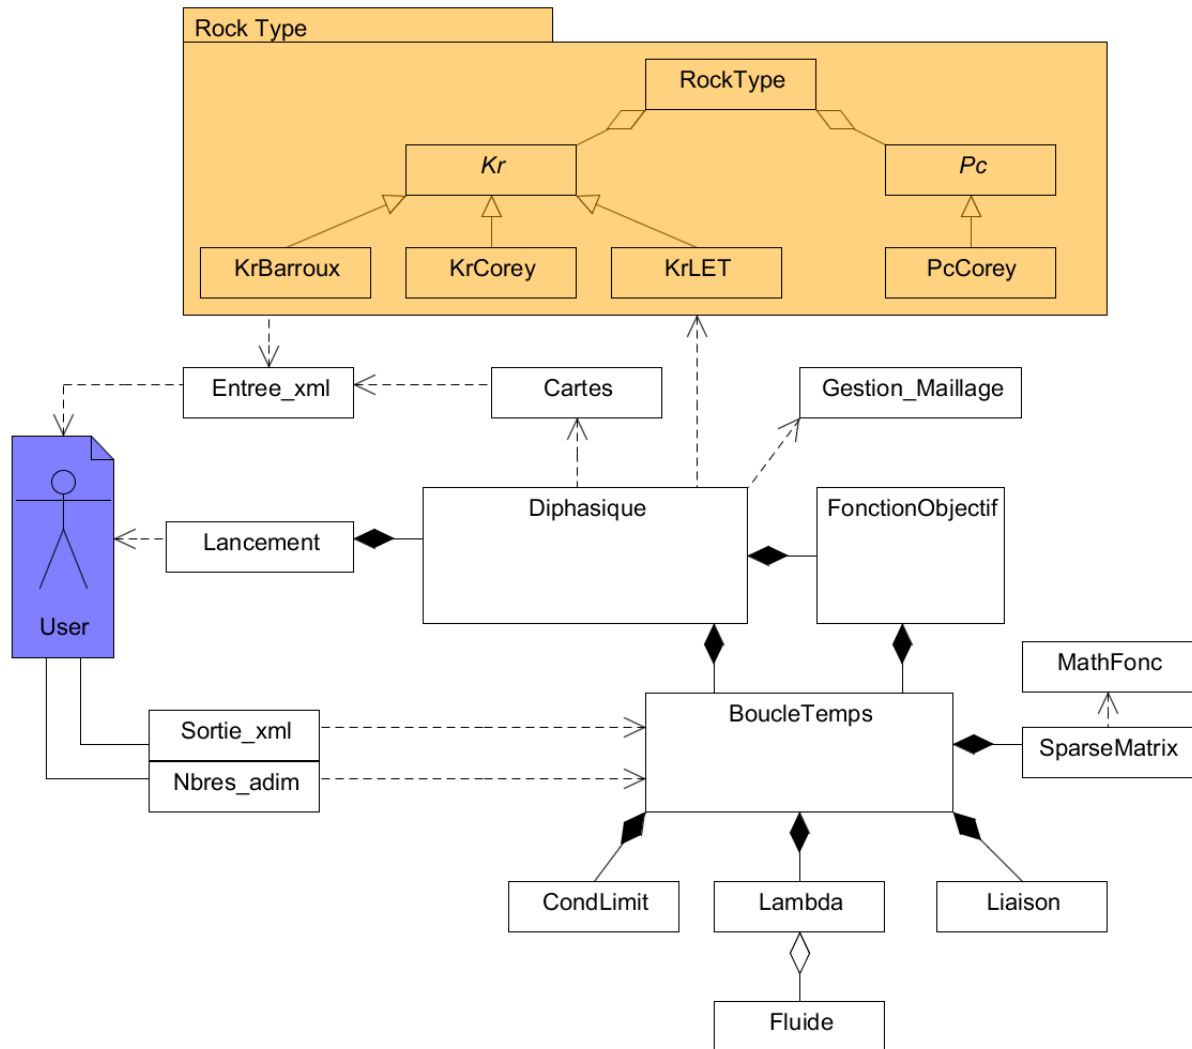 Rock Type
RockType
Kr
Pc
KrBarroux
KrCorey
KrLET
PcCorey
Entree_xml
Cartes
Gestion_Maillage
Diphasique
FonctionObjectif
Lancement
User
MathFonc
Sortie_xml
BoucleTemps
SparseMatrix
Nbres_adim
CondLimit
Lambda
Liaison
Fluide